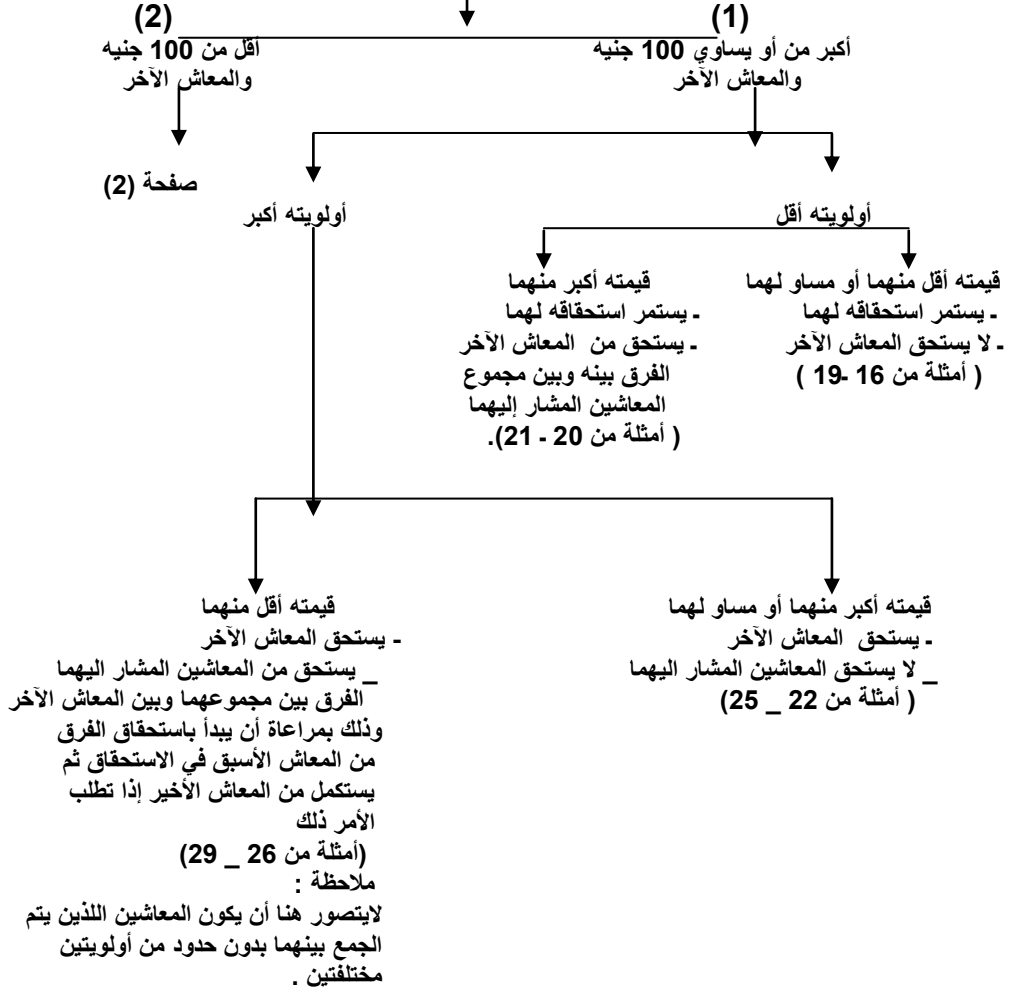 (1)
أكبر من أو يساوي 100 جنيه
والمعاش الآخر
(2)
أقل من 100 جنيه
والمعاش الآخر
صفحة (2)
أولويته أقل
أولويته أكبر
قيمته أقل منهما أو مساو لهما
- يستمر استحقاقه لهما
- لا يستحق المعاش الآخر
( أمثلة من 16 -19 )
قيمته أكبر منهما
- يستمر استحقاقه لهما
- يستحق من المعاش الآخر
الفرق بينه وبين مجموع
المعاشين المشار إليهما
( أمثلة من 20 - 21).
قيمته أكبر منهما أو مساو لهما
- يستحق المعاش الآخر
_ لا يستحق المعاشين المشار اليهما
( أمثلة من 22 _ 25)
قيمته أقل منهما
- يستحق المعاش الآخر
_ يستحق من المعاشين المشار اليهما
الفرق بين مجموعهما وبين المعاش الآخر
وذلك بمراعاة أن يبدأ باستحقاق الفرق
من المعاش الأسبق في الاستحقاق ثم
يستكمل من المعاش الأخير إذا تطلب
الأمر ذلك
(أمثلة من 26 _ 29)
ملاحظة :
لايتصور هنا أن يكون المعاشين اللذين يتم
الجمع بينهما بدون حدود من أولويتين
مختلفتين .